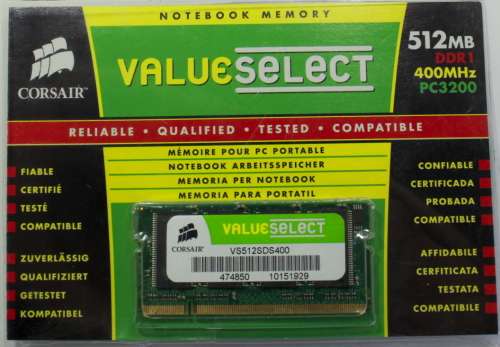 NOTEBOOK MEMORY
CORSAIR
VALUESELECT
512MB
DDR1
400MHz
PC3200
RELIABLE • QUALIFIED • TESTED • COMPATIBLE
MÉMOIRE POUR PC PORTABLE
NOTEBOOK ARBEITSSPEICHER
MEMORIA PER NOTEBOOK
MEMORIA PARA PORTATIL
FIABLE
CERTIFIÉ
TESTÉ
COMPATIBLE
ZUVERLÄSSIG
QUALIFIZIERT
GETESTET
KOMPATIBEL
CONFIABLE
CERTIFICADA
PROBADA
COMPATIBLE
AFFIDABILE
CERFITICATA
TESTATA
COMPATIBILE
CORSAIR
VALUESELECT
VS512SDS400
474850 10151929